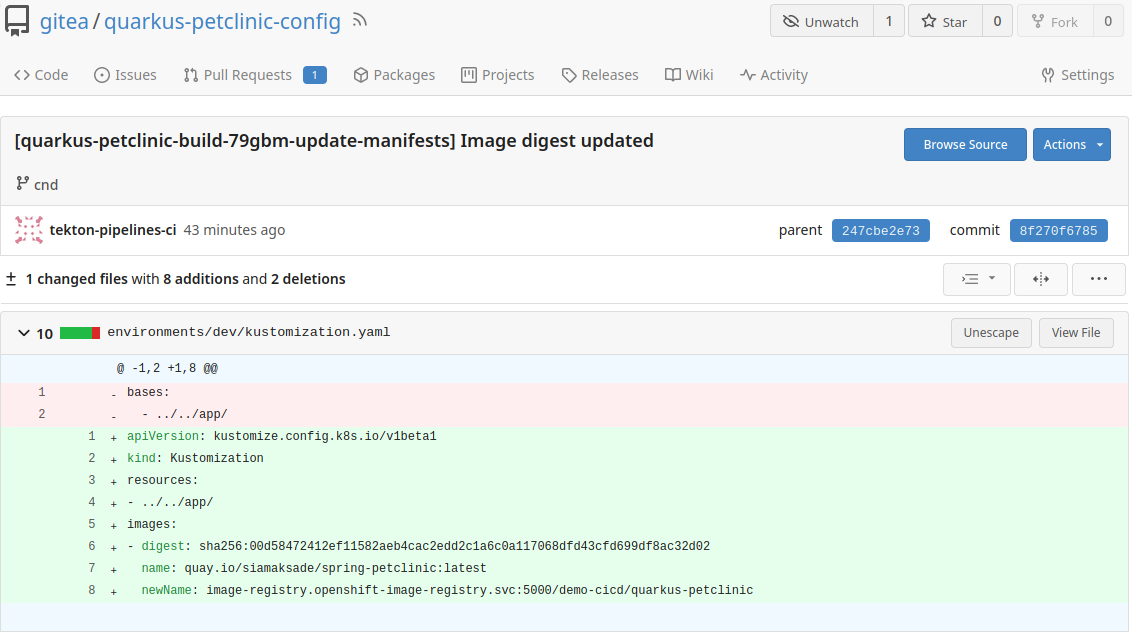 gitea/quarkus-petclinic-config
Unwatch 1 Star 0 Fork 0
Code Issues Pull Requests 1 Packages Projects Releases Wiki Activity Settings
[quarkus-petclinic-build-79gbm-update-manifests] Image digest updated
Browse Source Actions
cnd
tekton-pipelines-ci 43 minutes ago parent 247cbe2e73 commit 8f270f6785
± 1 changed files with 8 additions and 2 deletions
10 environments/dev/kustomization.yaml Unescape View File
@ -1,2 +1,8 @@
1 - bases:
2 - - ../../app/
1 + apiVersion: kustomize.config.k8s.io/v1beta1
2 + kind: Kustomization
3 + resources:
4 + - ../../app/
5 + images:
6 + - digest: sha256:00d58472412ef11582aeb4cac2edd2c1a6c0a117068dfd43cfd699df8ac32d02
7 + name: quay.io/siamaksade/spring-petclinic:latest
8 + newName: image-registry.openshift-image-registry.svc:5000/demo-cicd/quarkus-petclinic